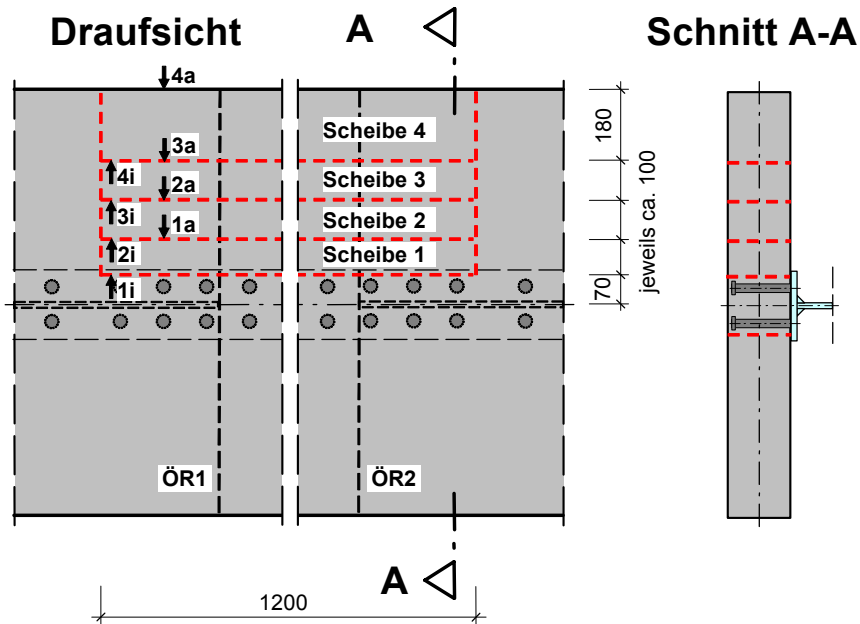 Draufsicht
A
Schnitt A-A
4a
Scheibe 4
180
3a
4i
Scheibe 3
2a
3i
Scheibe 2
1a
2i
Scheibe 1
jeweils ca. 100
1i
70
ÖR1
ÖR2
A
1200